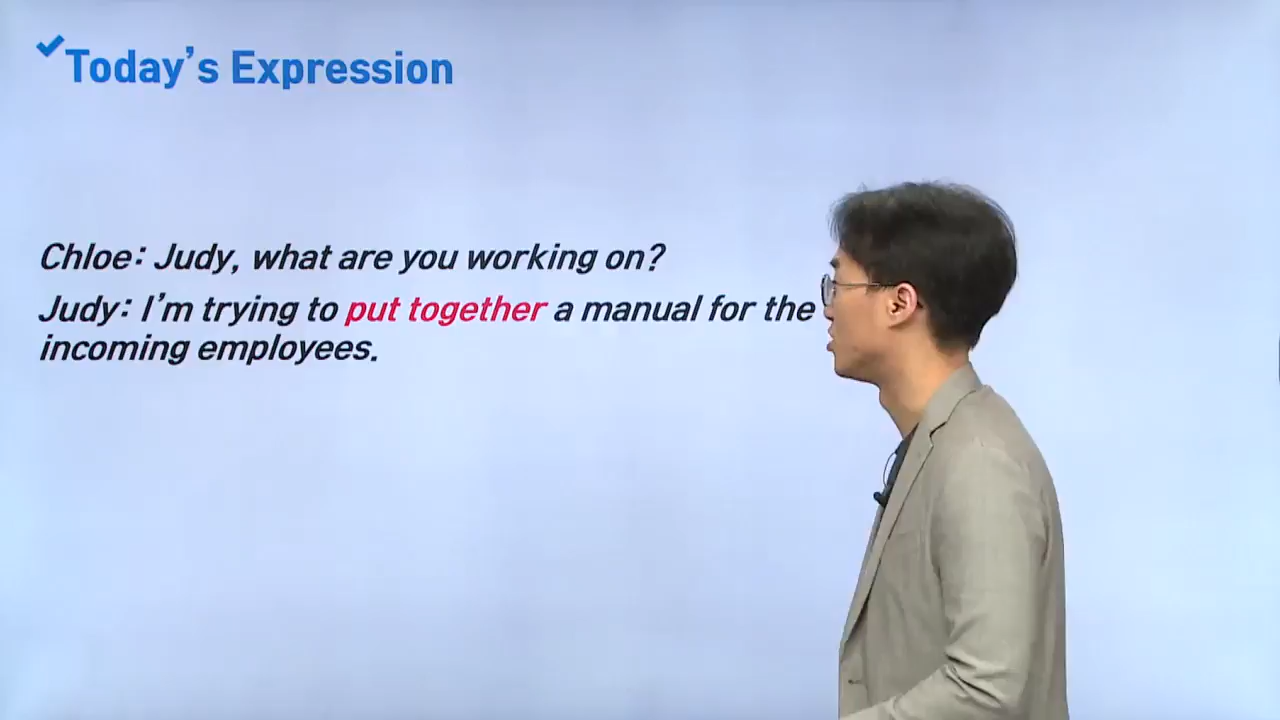 Today's Expression
Chloe: Judy, what are you working on?
Judy: I'm trying to put together a manual for the
incoming employees.